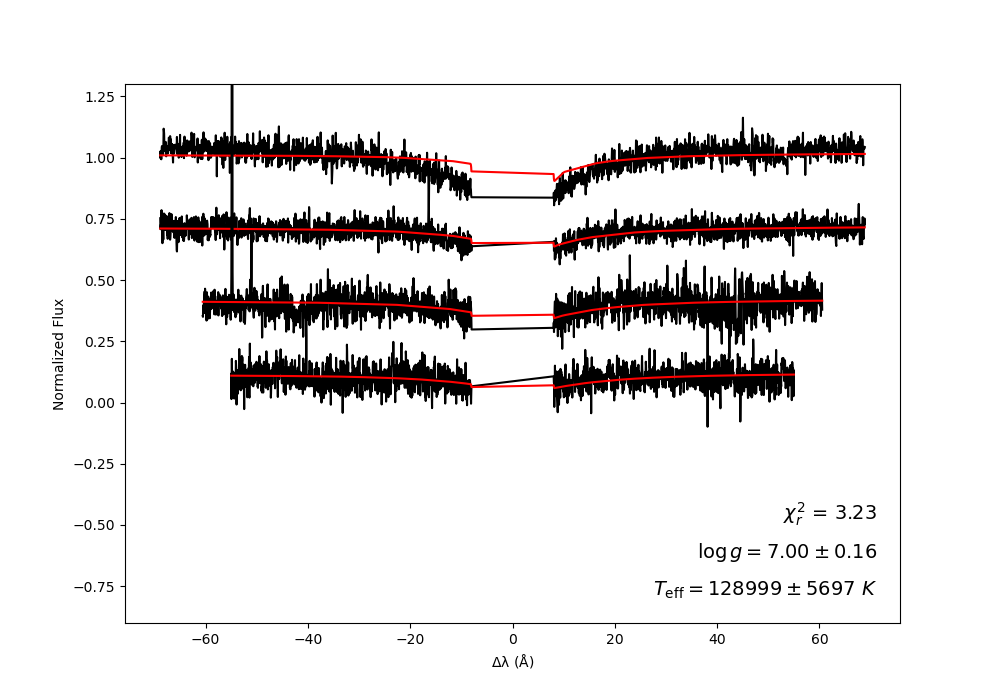 1.25
1.00
0.75
0.50
0.25
0.00
−0.25
−0.50
−0.75
Normalized Flux
χ²ᵣ = 3.23
log g = 7.00 ± 0.16
T_eff = 128999 ± 5697 K
−60 −40 −20 0 20 40 60
Δλ (Å)